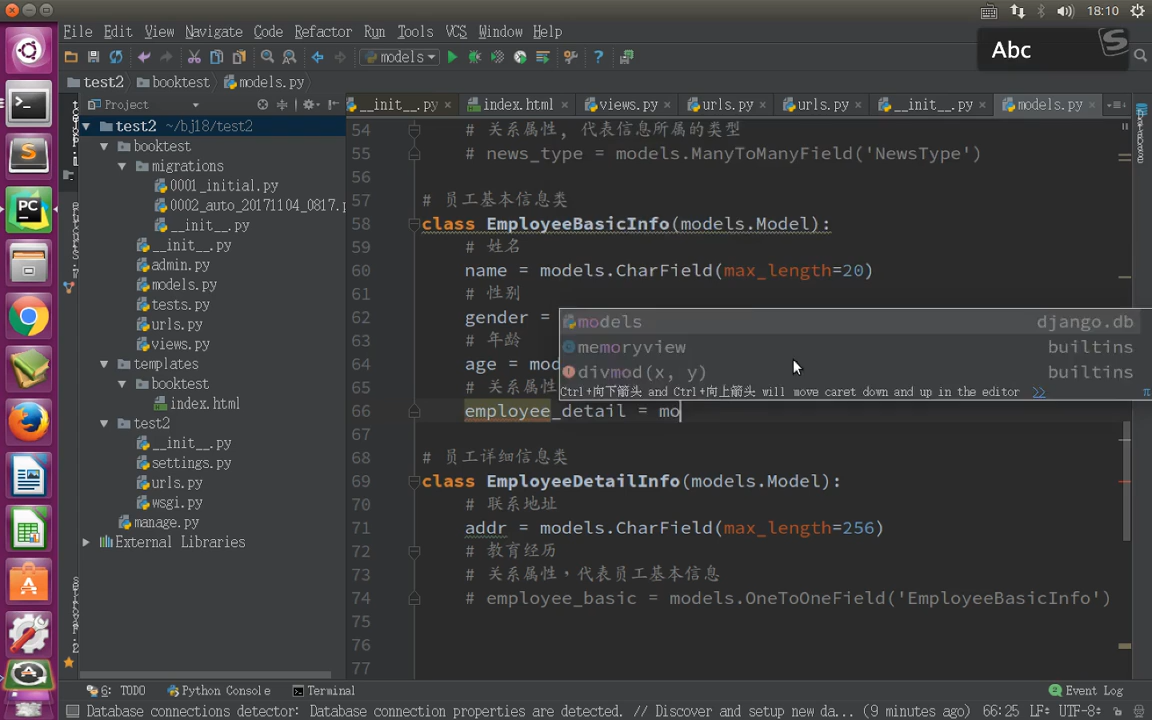 18:10
File Edit View Navigate Code Refactor Run Tools VCS Window Help
Abc
models
test2 booktest models.py
Project
__init__.py index.html views.py urls.py urls.py __init__.py models.py
test2 ~/bj18/test2
booktest
migrations
0001_initial.py
0002_auto_20171104_0817.p
__init__.py
__init__.py
admin.py
models.py
tests.py
urls.py
views.py
templates
booktest
index.html
test2
__init__.py
settings.py
urls.py
wsgi.py
manage.py
External Libraries
54 # 关系属性, 代表信息所属的类型
55 # news_type = models.ManyToManyField('NewsType')
56
57 # 员工基本信息类
58 class EmployeeBasicInfo(models.Model):
59 # 姓名
60 name = models.CharField(max_length=20)
61 # 性别
62 gender =
63 # 年龄
64 age = mod
65 # 关系属性
66 employee_detail = mo
models django.db
memoryview builtins
divmod(x, y) builtins
Ctrl+向下箭头 and Ctrl+向上箭头 will move caret down and up in the editor >> π
67
68 # 员工详细信息类
69 class EmployeeDetailInfo(models.Model):
70 # 联系地址
71 addr = models.CharField(max_length=256)
72 # 教育经历
73 # 关系属性，代表员工基本信息
74 # employee_basic = models.OneToOneField('EmployeeBasicInfo')
75
76
77
6: TODO Python Console Terminal Event Log
Database connections detector: Database connection properties are detected. // Discover and setup new da... (9 minutes ago) 66:25 LF÷ UTF-8÷